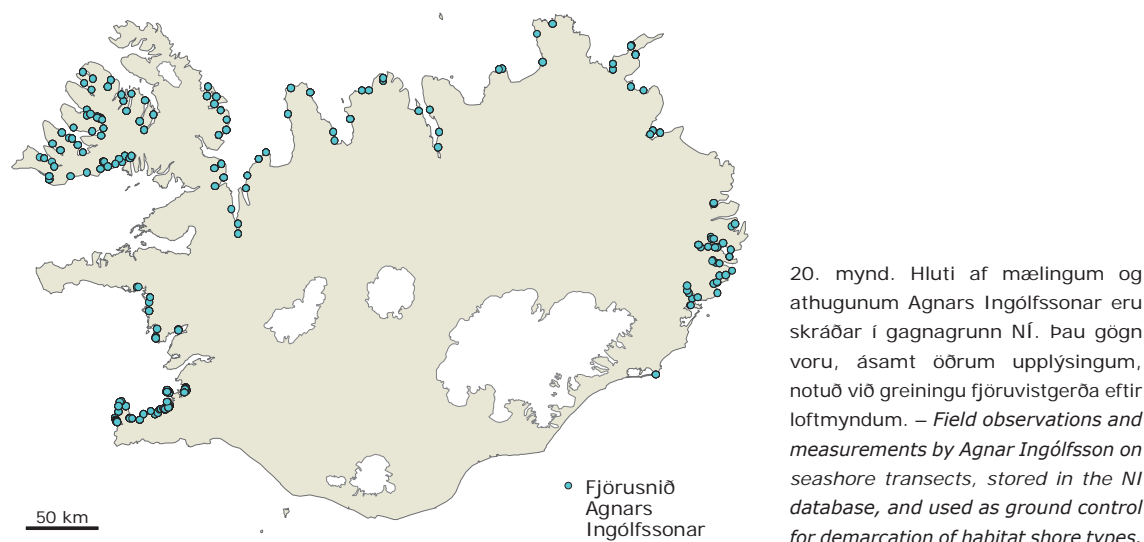 20. mynd. Hluti af mælingum og
athugunum Agnars Ingólfssonar eru
skráðar í gagnagrunn NÍ. Þau gögn
voru, ásamt öðrum upplýsingum,
notuð við greiningu fjöruvistgerða eftir
loftmyndum. – Field observations and
measurements by Agnar Ingólfsson on
seashore transects, stored in the NI
database, and used as ground control
for demarcation of habitat shore types.
Fjörusnið
Agnars
Ingólfssonar
50 km